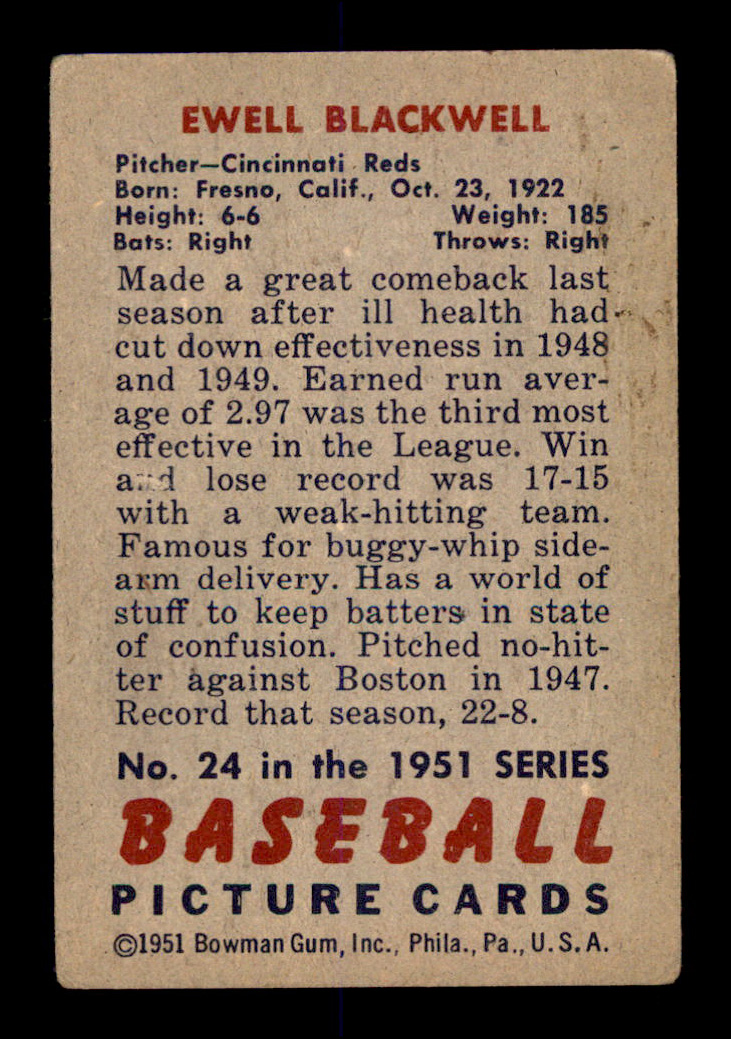 EWELL BLACKWELL
Pitcher—Cincinnati Reds
Born: Fresno, Calif., Oct. 23, 1922
Height: 6-6 Weight: 185
Bats: Right Throws: Right
Made a great comeback last
season after ill health had
cut down effectiveness in 1948
and 1949. Earned run aver-
age of 2.97 was the third most
effective in the League. Win
and lose record was 17-15
with a weak-hitting team.
Famous for buggy-whip side-
arm delivery. Has a world of
stuff to keep batters in state
of confusion. Pitched no-hit-
ter against Boston in 1947.
Record that season, 22-8.
No. 24 in the 1951 SERIES
BASEBALL
PICTURE CARDS
©1951 Bowman Gum, Inc., Phila., Pa., U.S.A.